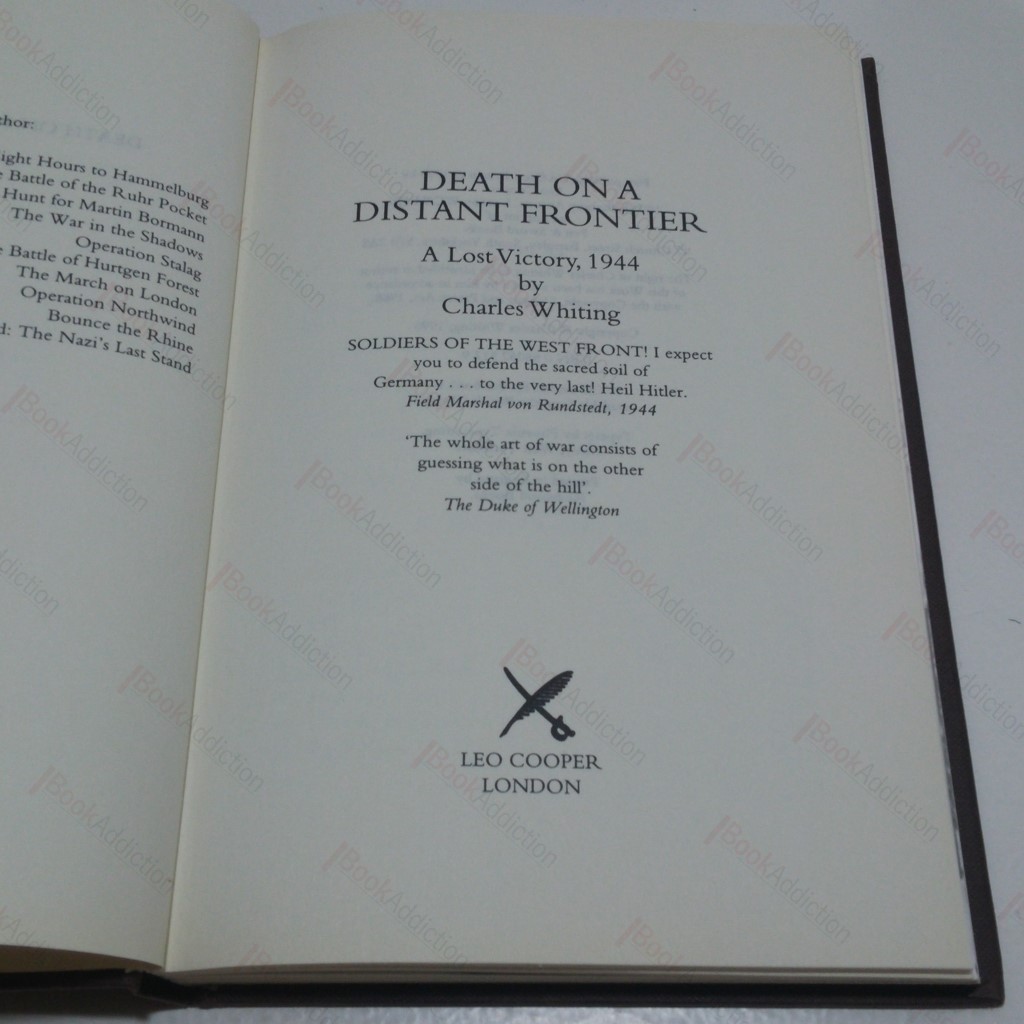 thor:
ight Hours to Hammelburg
e Battle of the Ruhr Pocket
Hunt for Martin Bormann
The War in the Shadows
Operation Stalag
e Battle of Hurtgen Forest
The March on London
Operation Northwind
Bounce the Rhine
d: The Nazi's Last Stand
DEATH ON A
DISTANT FRONTIER
A Lost Victory, 1944
by
Charles Whiting
SOLDIERS OF THE WEST FRONT! I expect
you to defend the sacred soil of
Germany . . . to the very last! Heil Hitler.
Field Marshal von Rundstedt, 1944
'The whole art of war consists of
guessing what is on the other
side of the hill'.
The Duke of Wellington
LEO COOPER
LONDON
BookAddiction